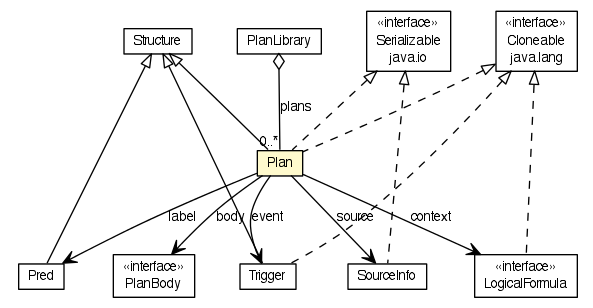 «interface»
Serializable
java.io
«interface»
Cloneable
java.lang
Structure
PlanLibrary
plans
0..*
Plan
label
body
event
source
context
Pred
«interface»
PlanBody
Trigger
SourceInfo
«interface»
LogicalFormula